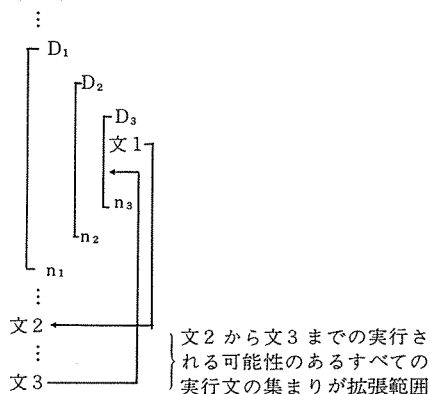 ⋮
D₁
D₂
D₃
文1
n₃
n₂
n₁
⋮
文2
文2から文3までの実行さ
⋮
れる可能性のあるすべての
文3
実行文の集まりが拡張範囲